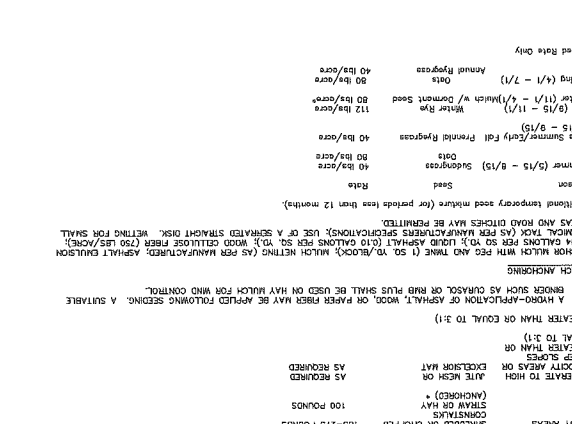 CORNSTALKS
STRAW OR HAY 100 POUNDS
(ANCHORED) *
ERATE TO HIGH JUTE MESH OR AS REQUIRED
OCITY AREAS OR EXCELSIOR MAT AS REQUIRED
EP SLOPES
EATER THAN OR
AL TO 3:1)
EATER THAN OR EQUAL TO 3:1)
A HYDRO-APPLICATION OF ASPHALT, WOOD, OR PAPER FIBER MAY BE APPLIED FOLLOWING SEEDING. A SUITABLE
BINDER SUCH AS CURASOL OR RMB PLUS SHALL BE USED ON HAY MULCH FOR WIND CONTROL.
CH ANCHORING
HOR MULCH WITH PEG AND TWINE (1 SQ. YD./BLOCK); MULCH NETTING (AS PER MANUFACTURER); ASPHALT EMULSION
4 GALLONS PER SQ. YD.); LIQUID ASPHALT (0.10 GALLONS PER SQ. YD.); WOOD CELLULOSE FIBER (750 LBS/ACRE);
MICAL TACK (AS PER MANUFACTURERS SPECIFICATIONS); USE OF A SERRATED STRAIGHT DISK. WETTING FOR SMALL
AS AND ROAD DITCHES MAY BE PERMITTED.
itional temporary seed mixture (for periods less than 12 months).
son Seed Rate
mmer (5/15 - 8/15) Sudangrass 40 lbs/acre
Oats 80 lbs/acre
s Summer/Early Fall Prennial Ryegrass 40 lbs/acre
15 - 9/15)
(9/15 - 11/1) Winter Rye 112 lbs/acre
ter (11/1 - 4/1)Mulch w/ Dormant Seed 80 lbs/acre*
ing (4/1 - 7/1) Oats 80 lbs/acre
Annual Ryegrass 40 lbs/acre
ed Rate Only